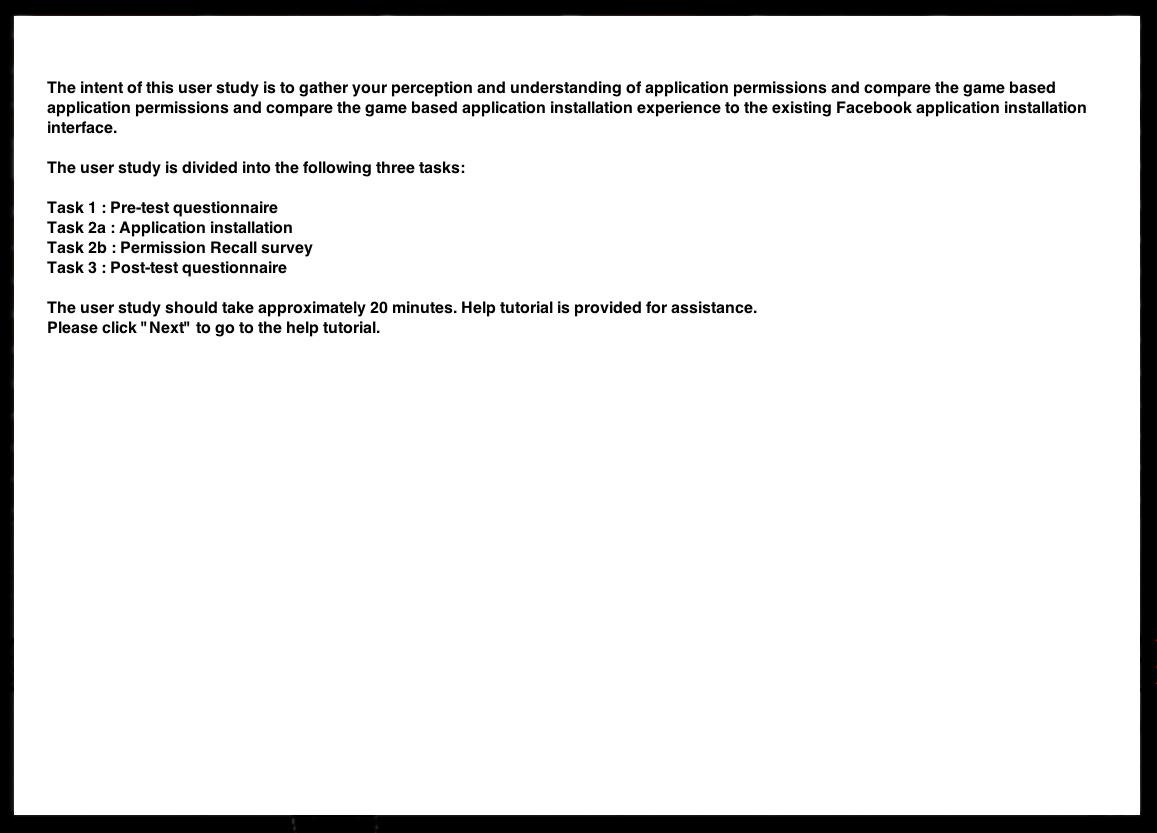 The intent of this user study is to gather your perception and understanding of application permissions and compare the game based
application permissions and compare the game based application installation experience to the existing Facebook application installation
interface.
The user study is divided into the following three tasks:
Task 1 : Pre-test questionnaire
Task 2a : Application installation
Task 2b : Permission Recall survey
Task 3 : Post-test questionnaire
The user study should take approximately 20 minutes. Help tutorial is provided for assistance.
Please click "Next" to go to the help tutorial.